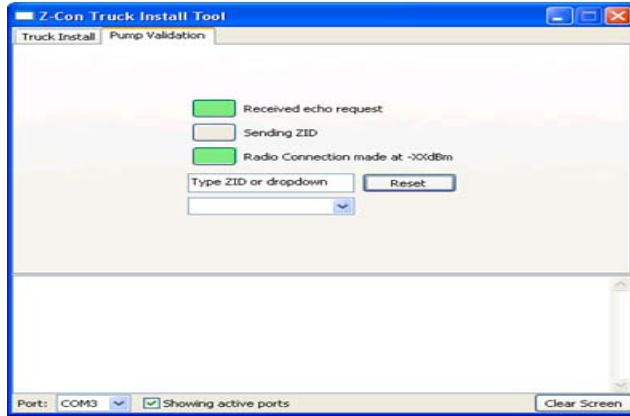 Z-Con Truck Install Tool
Truck Install Pump Validation
Received echo request
Sending ZID
Radio Connection made at -XXdBm
Type ZID or dropdown Reset
Port: COM3 Showing active ports Clear Screen